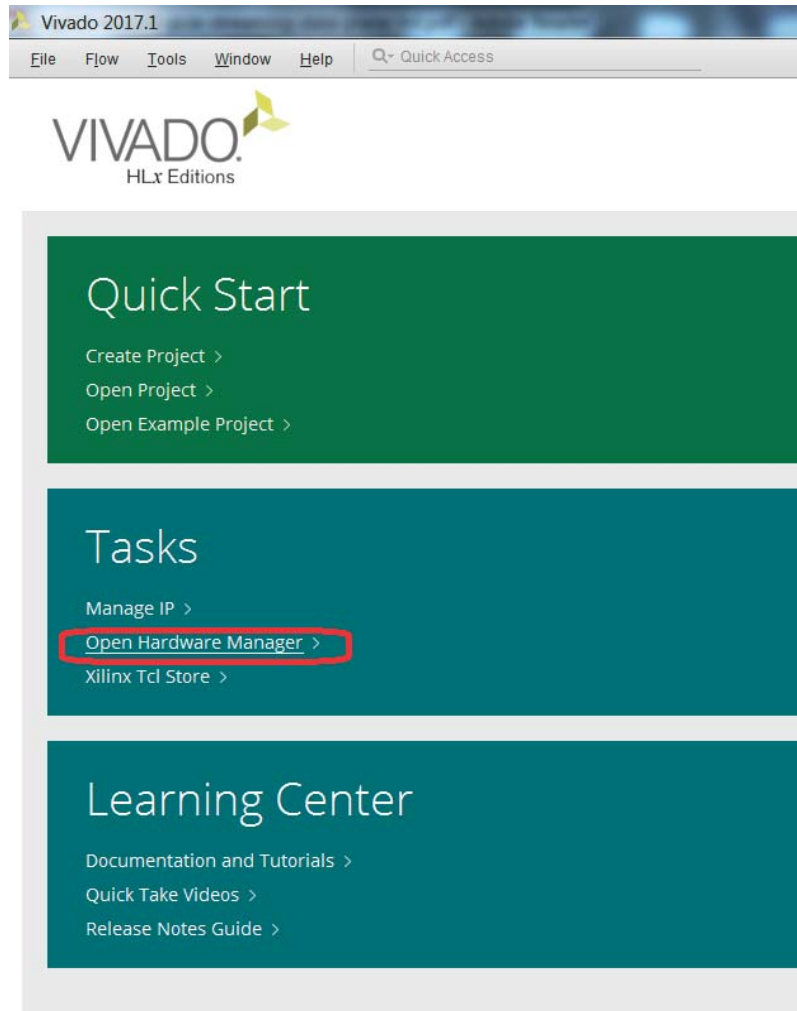 Vivado 2017.1
File Flow Tools Window Help Quick Access
VIVADO.
HLx Editions
Quick Start
Create Project >
Open Project >
Open Example Project >
Tasks
Manage IP >
Open Hardware Manager >
Xilinx Tcl Store >
Learning Center
Documentation and Tutorials >
Quick Take Videos >
Release Notes Guide >